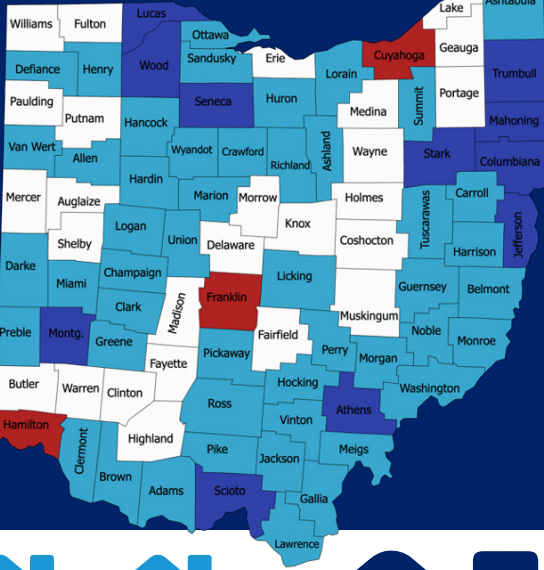 Ashtabula
Lake
Lucas
Williams
Fulton
Ottawa
Geauga
Cuyahoga
Erie
Sandusky
Wood
Defiance
Henry
Lorain
Trumbull
Portage
Summit
Huron
Seneca
Paulding
Medina
Putnam
Hancock
Mahoning
Van Wert
Allen
Wyandot
Crawford
Ashland
Wayne
Stark
Columbiana
Richland
Hardin
Carroll
Mercer
Auglaize
Marion
Morrow
Holmes
Tuscarawas
Jefferson
Knox
Logan
Union
Shelby
Delaware
Coshocton
Harrison
Darke
Champaign
Licking
Miami
Guernsey
Belmont
Franklin
Madison
Clark
Muskingum
Preble
Montg.
Greene
Fairfield
Noble
Monroe
Perry
Pickaway
Morgan
Fayette
Butler
Warren
Clinton
Hocking
Washington
Ross
Athens
Vinton
Hamilton
Highland
Clermont
Pike
Meigs
Jackson
Brown
Adams
Scioto
Gallia
Lawrence